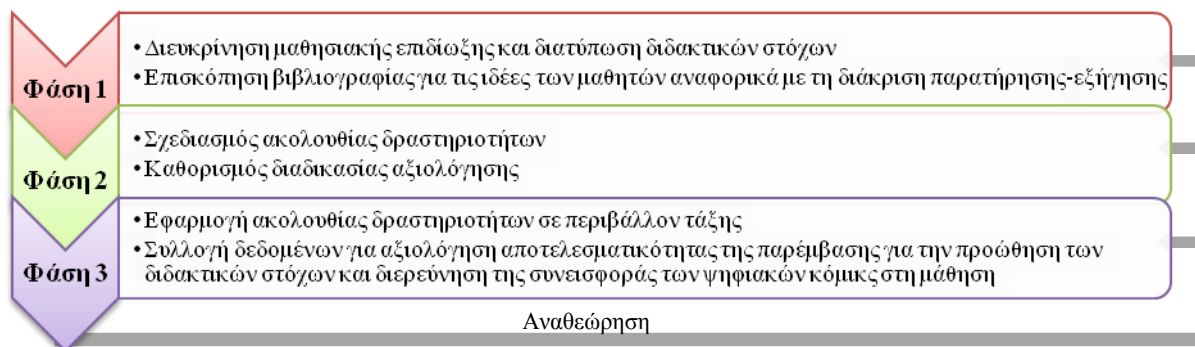 Φάση 1
• Διευκρίνηση μαθησιακής επιδίωξης και διατύπωση διδακτικών στόχων
• Επισκόπηση βιβλιογραφίας για τις ιδέες των μαθητών αναφορικά με τη διάκριση παρατήρησης-εξήγησης
Φάση 2
• Σχεδιασμός ακολουθίας δραστηριοτήτων
• Καθορισμός διαδικασίας αξιολόγησης
Φάση 3
• Εφαρμογή ακολουθίας δραστηριοτήτων σε περιβάλλον τάξης
• Συλλογή δεδομένων για αξιολόγηση αποτελεσματικότητας της παρέμβασης για την προώθηση των
διδακτικών στόχων και διερεύνηση της συνεισφοράς των ψηφιακών κόμικς στη μάθηση
Αναθεώρηση